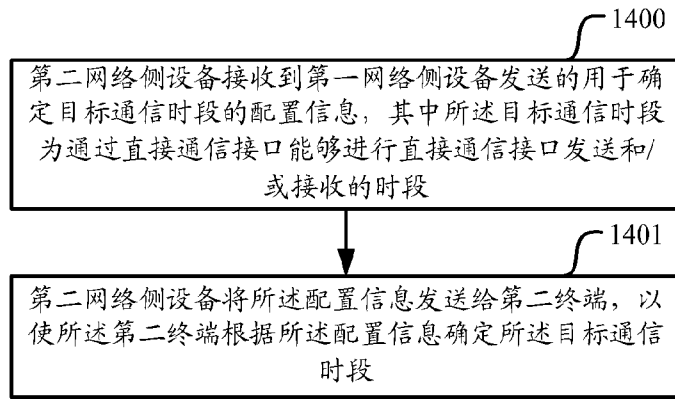 1400
第二网络侧设备接收到第一网络侧设备发送的用于确
定目标通信时段的配置信息，其中所述目标通信时段
为通过直接通信接口能够进行直接通信接口发送和/
或接收的时段
1401
第二网络侧设备将所述配置信息发送给第二终端，以
使所述第二终端根据所述配置信息确定所述目标通信
时段